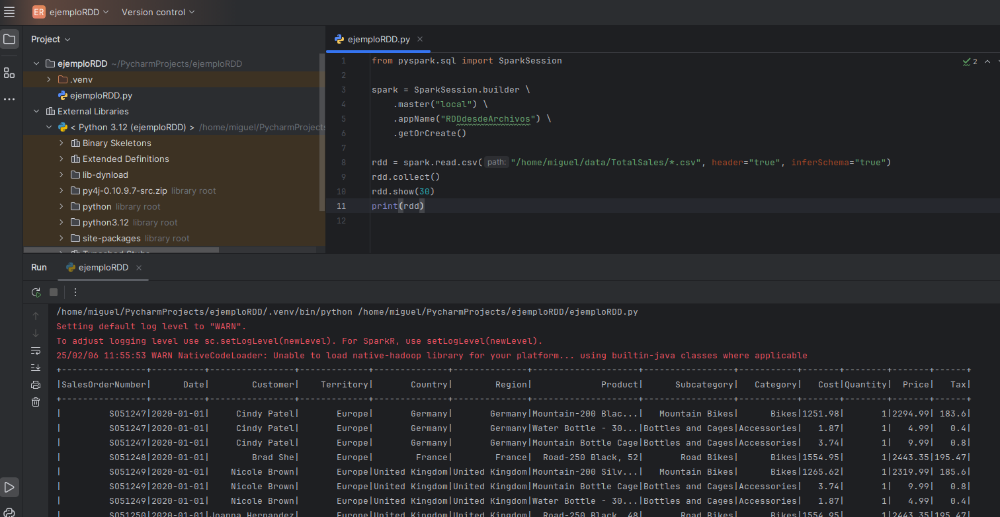 ER ejemploRDD Version control
Project
ejemploRDD.py
ejemploRDD ~/PycharmProjects/ejemploRDD
.venv
ejemploRDD.py
External Libraries
< Python 3.12 (ejemploRDD) > /home/miguel/PycharmProjects
Binary Skeletons
Extended Definitions
lib-dynload
py4j-0.10.9.7-src.zip library root
python library root
python3.12 library root
site-packages library root
1 from pyspark.sql import SparkSession
2
3 spark = SparkSession.builder \
4 .master("local") \
5 .appName("RDDdesdeArchivos") \
6 .getOrCreate()
7
8 rdd = spark.read.csv( path: "/home/miguel/data/TotalSales/*.csv", header="true", inferSchema="true")
9 rdd.collect()
10 rdd.show(30)
11 print(rdd)
12
2
Run ejemploRDD
/home/miguel/PycharmProjects/ejemploRDD/.venv/bin/python /home/miguel/PycharmProjects/ejemploRDD/ejemploRDD.py
Setting default log level to "WARN".
To adjust logging level use sc.setLogLevel(newLevel). For SparkR, use setLogLevel(newLevel).
25/02/06 11:55:53 WARN NativeCodeLoader: Unable to load native-hadoop library for your platform... using builtin-java classes where applicable
+----------------+----------+----------------+-------------+--------------+--------------+--------------------+-----------------+-----------+-------+--------+-------+------+
|SalesOrderNumber|      Date|        Customer|    Territory|       Country|        Region|             Product|      Subcategory|   Category|   Cost|Quantity|  Price|   Tax|
+----------------+----------+----------------+-------------+--------------+--------------+--------------------+-----------------+-----------+-------+--------+-------+------+
|         SO51247|2020-01-01|     Cindy Patel|       Europe|       Germany|       Germany|Mountain-200 Blac...|   Mountain Bikes|      Bikes|1251.98|       1|2294.99| 183.6|
|         SO51247|2020-01-01|     Cindy Patel|       Europe|       Germany|       Germany|Water Bottle - 30...|Bottles and Cages|Accessories|   1.87|       1|   4.99|   0.4|
|         SO51247|2020-01-01|     Cindy Patel|       Europe|       Germany|       Germany|Mountain Bottle Cage|Bottles and Cages|Accessories|   3.74|       1|   9.99|   0.8|
|         SO51248|2020-01-01|        Brad She|       Europe|        France|        France|  Road-250 Black, 52|       Road Bikes|      Bikes|1554.95|       1|2443.35|195.47|
|         SO51249|2020-01-01|    Nicole Brown|       Europe|United Kingdom|United Kingdom|Mountain-200 Silv...|   Mountain Bikes|      Bikes|1265.62|       1|2319.99| 185.6|
|         SO51249|2020-01-01|    Nicole Brown|       Europe|United Kingdom|United Kingdom|Mountain Bottle Cage|Bottles and Cages|Accessories|   3.74|       1|   9.99|   0.8|
|         SO51249|2020-01-01|    Nicole Brown|       Europe|United Kingdom|United Kingdom|Water Bottle - 30...|Bottles and Cages|Accessories|   1.87|       1|   4.99|   0.4|
|         SO51250|2020-01-01|Joanna Hernandez|       Europe|United Kingdom|United Kingdom|  Road-250 Black, 48|       Road Bikes|      Bikes|1554.95|       1|2443.35|195.47|